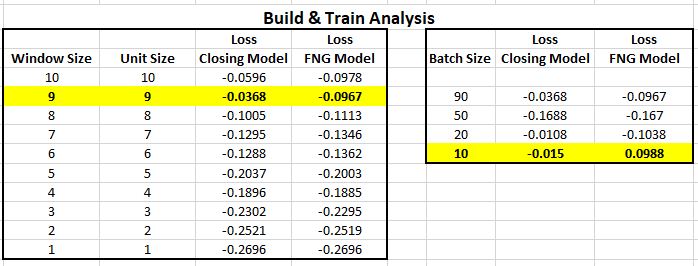 Build & Train Analysis
Loss Loss Loss Loss
Window Size Unit Size Closing Model FNG Model Batch Size Closing Model FNG Model
10 10 -0.0596 -0.0978
9 9 -0.0368 -0.0967 90 -0.0368 -0.0967
8 8 -0.1005 -0.1113 50 -0.1688 -0.167
7 7 -0.1295 -0.1346 20 -0.0108 -0.1038
6 6 -0.1288 -0.1362 10 -0.015 0.0988
5 5 -0.2037 -0.2003
4 4 -0.1896 -0.1885
3 3 -0.2302 -0.2295
2 2 -0.2521 -0.2519
1 1 -0.2696 -0.2696